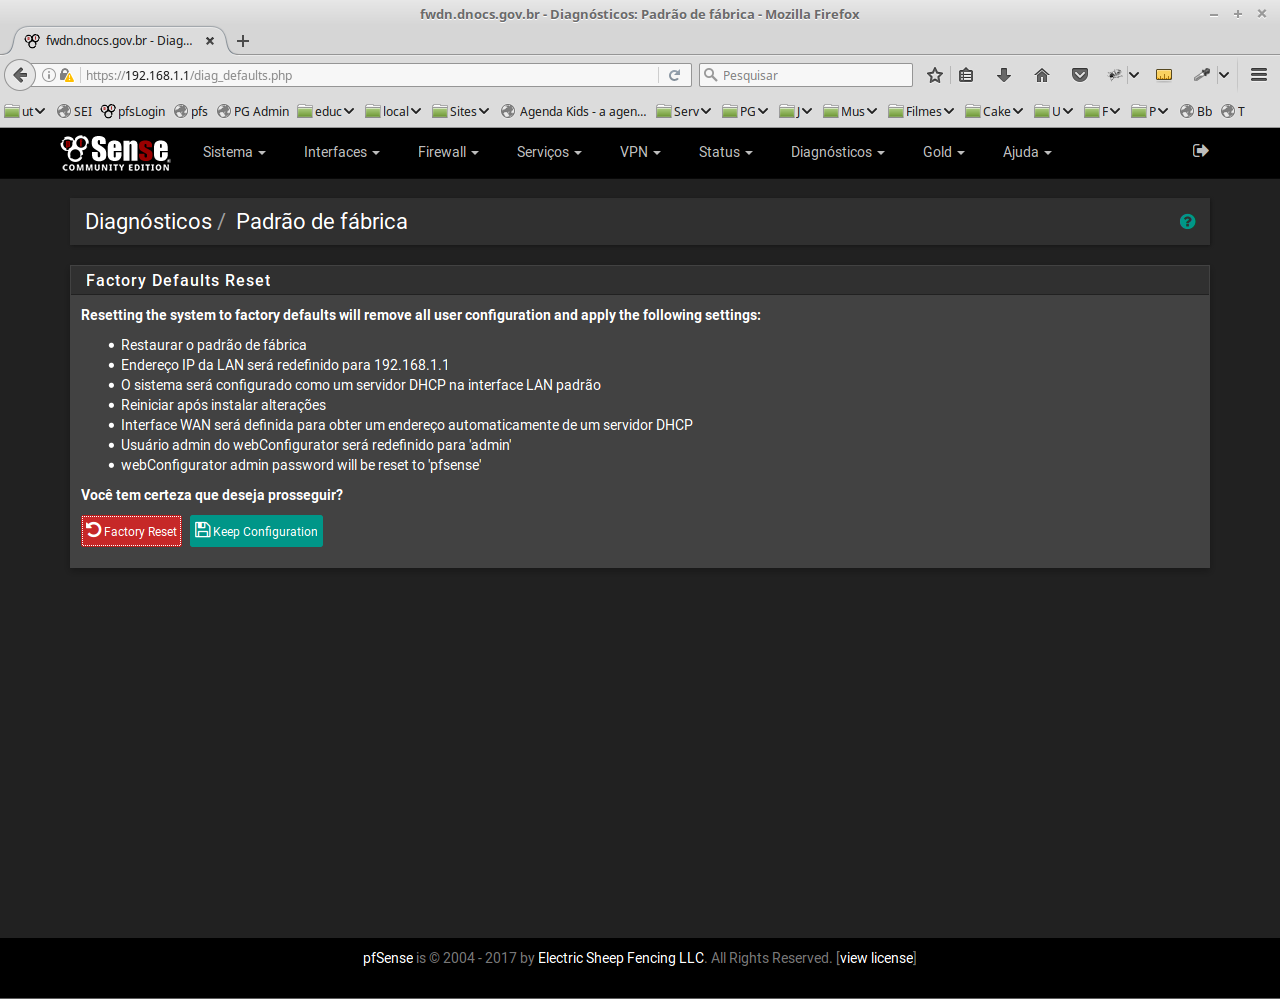 fwdn.dnocs.gov.br - Diagnósticos: Padrão de fábrica - Mozilla Firefox
fwdn.dnocs.gov.br - Diag...
https://192.168.1.1/diag_defaults.php
Pesquisar
ut SEI pfsLogin pfs PG Admin educ local Sites Agenda Kids - a agen... Serv PG J Mus Filmes Cake U F P Bb T
Sense
COMMUNITY EDITION
Sistema Interfaces Firewall Serviços VPN Status Diagnósticos Gold Ajuda
Diagnósticos / Padrão de fábrica
Factory Defaults Reset
Resetting the system to factory defaults will remove all user configuration and apply the following settings:
• Restaurar o padrão de fábrica
• Endereço IP da LAN será redefinido para 192.168.1.1
• O sistema será configurado como um servidor DHCP na interface LAN padrão
• Reiniciar após instalar alterações
• Interface WAN será definida para obter um endereço automaticamente de um servidor DHCP
• Usuário admin do webConfigurator será redefinido para 'admin'
• webConfigurator admin password will be reset to 'pfsense'
Você tem certeza que deseja prosseguir?
Factory Reset Keep Configuration
pfSense is © 2004 - 2017 by Electric Sheep Fencing LLC. All Rights Reserved. [view license]